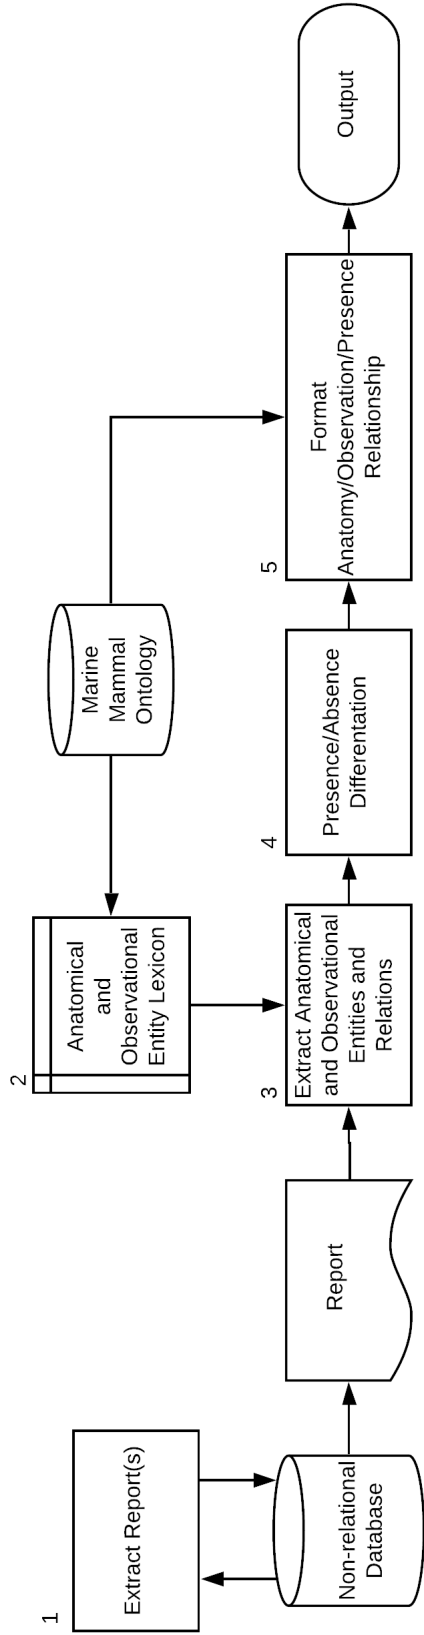 1
Extract Report(s)
Non-relational
Database
Report
2
Anatomical
and
Observational
Entity Lexicon
3
Extract Anatomical
and Observational
Entities and
Relations
Marine
Mammal
Ontology
4
Presence/Absence
Differentation
5
Format
Anatomy/Observation/Presence
Relationship
Output